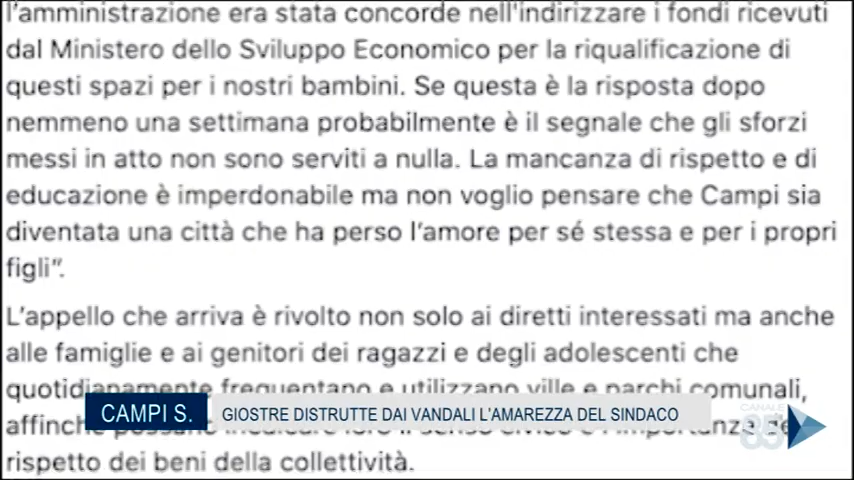 l'amministrazione era stata concorde nell'indirizzare i fondi ricevuti
dal Ministero dello Sviluppo Economico per la riqualificazione di
questi spazi per i nostri bambini. Se questa è la risposta dopo
nemmeno una settimana probabilmente è il segnale che gli sforzi
messi in atto non sono serviti a nulla. La mancanza di rispetto e di
educazione è imperdonabile ma non voglio pensare che Campi sia
diventata una città che ha perso l'amore per sé stessa e per i propri
figli".
L'appello che arriva è rivolto non solo ai diretti interessati ma anche
alle famiglie e ai genitori dei ragazzi e degli adolescenti che
quotidianamente frequentano e utilizzano ville e parchi comunali,
affinché
rispetto dei beni della collettività.
CAMPI S.
GIOSTRE DISTRUTTE DAI VANDALI L'AMAREZZA DEL SINDACO
CANALE
85